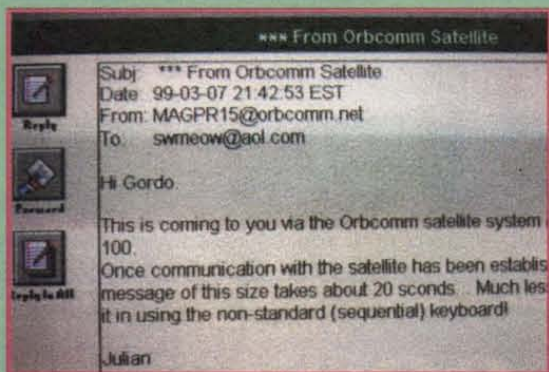 *** From Orbcomm Satellite
Subj: *** From Orbcomm Satellite
Date: 99-03-07 21:42:53 EST
From: MAGPR15@orbcomm.net
To: swmeow@aol.com
Reply
Hi Gordo.
Forward
This is coming to you via the Orbcomm satellite system
100.
Once communication with the satellite has been establis
Reply to All
message of this size takes about 20 sconds... Much les
it in using the non-standard (sequential) keyboard!
Julian